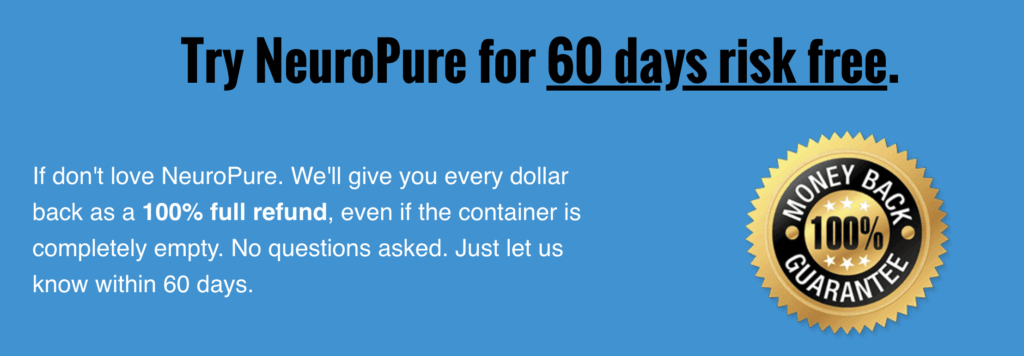 Try NeuroPure for 60 days risk free.
If don't love NeuroPure. We'll give you every dollar
back as a 100% full refund, even if the container is
completely empty. No questions asked. Just let us
know within 60 days.
MONEY BACK
100%
GUARANTEE